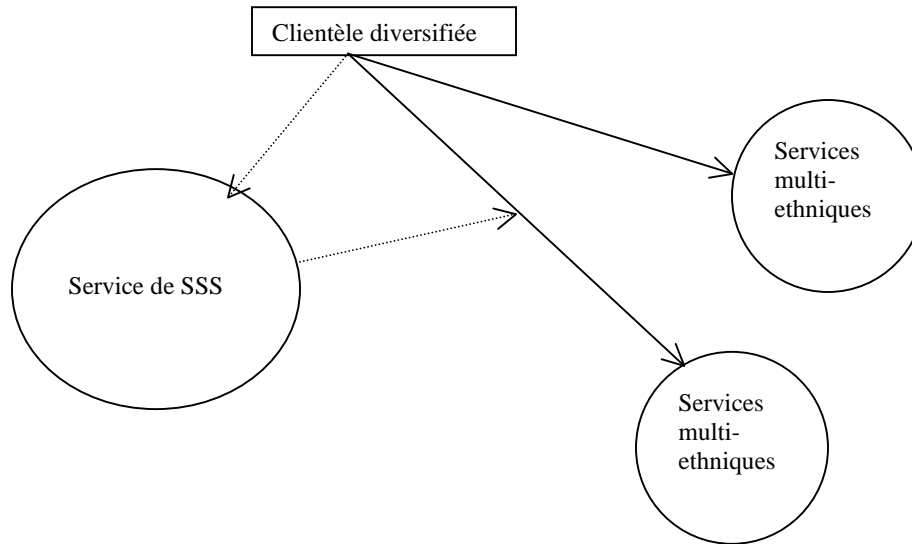 Clientèle diversifiée
Services
multi-
ethniques
Service de SSS
Services
multi-
ethniques